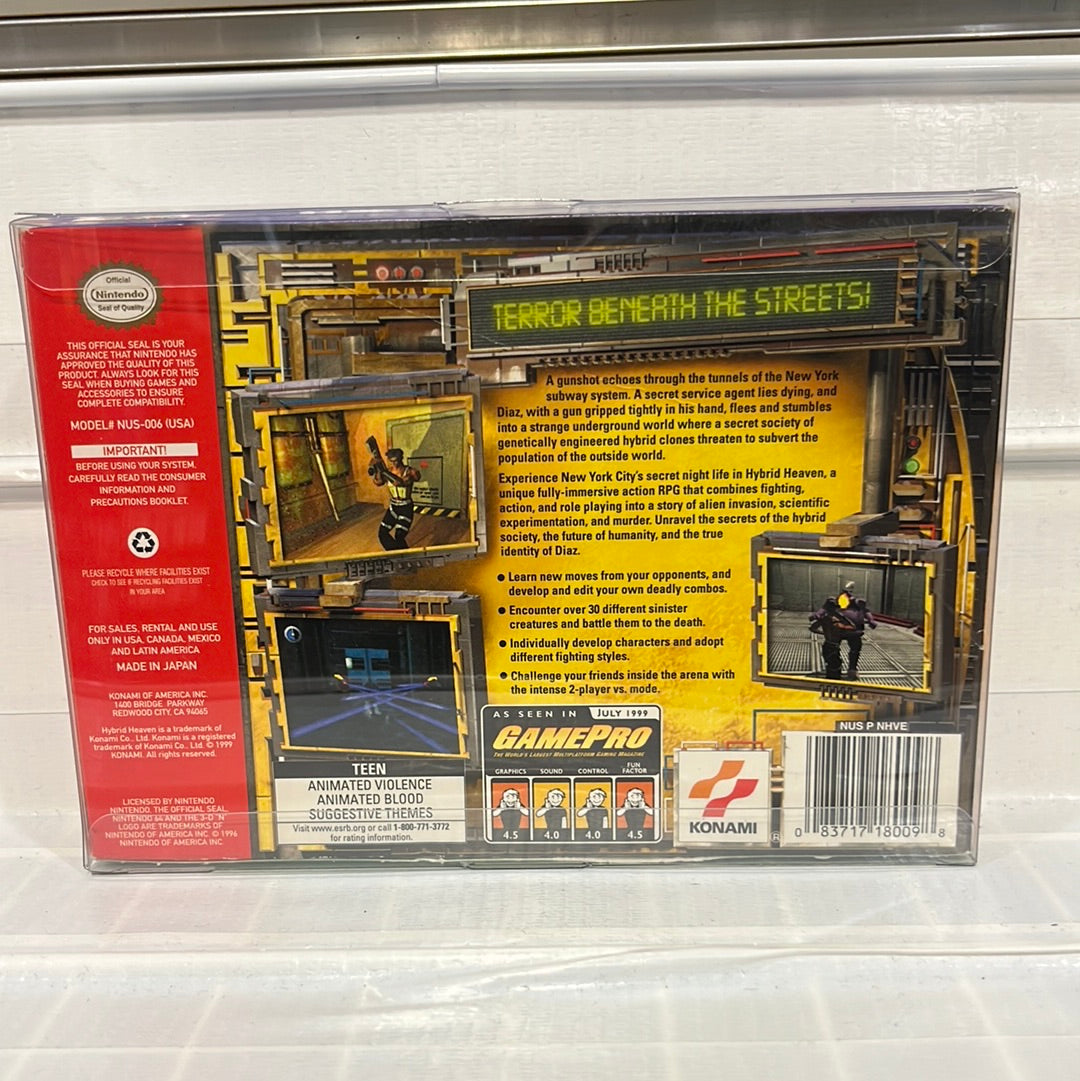 Official
Nintendo
Seal of Quality
THIS OFFICIAL SEAL IS YOUR
ASSURANCE THAT NINTENDO HAS
APPROVED THE QUALITY OF THIS
PRODUCT. ALWAYS LOOK FOR THIS
SEAL WHEN BUYING GAMES AND
ACCESSORIES TO ENSURE
COMPLETE COMPATIBILITY.
MODEL# NUS-006 (USA)
IMPORTANT!
BEFORE USING YOUR SYSTEM,
CAREFULLY READ THE CONSUMER
INFORMATION AND
PRECAUTIONS BOOKLET.
PLEASE RECYCLE WHERE FACILITIES EXIST
CHECK TO SEE IF RECYCLING FACILITIES EXIST
IN YOUR AREA
FOR SALES, RENTAL AND USE
ONLY IN USA, CANADA, MEXICO
AND LATIN AMERICA
MADE IN JAPAN
KONAMI OF AMERICA INC.
1400 BRIDGE PARKWAY
REDWOOD CITY, CA 94065
Hybrid Heaven is a trademark of
Konami Co., Ltd. Konami is a registered
trademark of Konami Co., Ltd. © 1999
KONAMI. All rights reserved.
LICENSED BY NINTENDO
NINTENDO, THE OFFICIAL SEAL,
NINTENDO 64 AND THE 3-D "N"
LOGO ARE TRADEMARKS OF
NINTENDO OF AMERICA INC. © 1996
NINTENDO OF AMERICA INC.
TERROR BENEATH THE STREETS!
A gunshot echoes through the tunnels of the New York
subway system. A secret service agent lies dying, and
Diaz, with a gun gripped tightly in his hand, flees and stumbles
into a strange underground world where a secret society of
genetically engineered hybrid clones threaten to subvert the
population of the outside world.
Experience New York City's secret night life in Hybrid Heaven, a
unique fully-immersive action RPG that combines fighting,
action, and role playing into a story of alien invasion, scientific
experimentation, and murder. Unravel the secrets of the hybrid
society, the future of humanity, and the true
identity of Diaz.
● Learn new moves from your opponents, and
develop and edit your own deadly combos.
● Encounter over 30 different sinister
creatures and battle them to the death.
● Individually develop characters and adopt
different fighting styles.
● Challenge your friends inside the arena with
the intense 2-player vs. mode.
TEEN
ANIMATED VIOLENCE
ANIMATED BLOOD
SUGGESTIVE THEMES
Visit www.esrb.org or call 1-800-771-3772
for rating information.
AS SEEN IN JULY 1999
GAMEPRO
THE WORLD'S LARGEST MULTIPLATFORM GAMING MAGAZINE
GRAPHICS SOUND CONTROL FUN FACTOR
4.5 4.0 4.0 4.5
KONAMI
®
NUS P NHVE
0 83717 18009 8